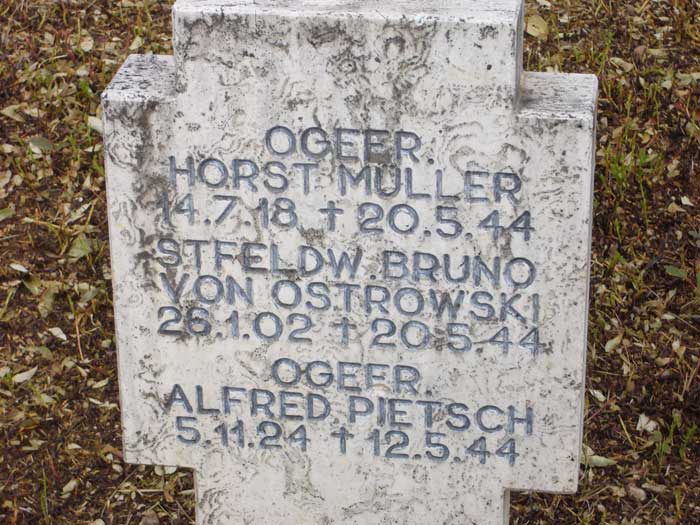 OGEFR.
HORST MÜLLER
14.7.18 † 20.5.44
STFELDW. BRUNO
VON OSTROWSKI
26.1.02 † 20.5.44
OGEFR
ALFRED PIETSCH
5.11.24 † 12.5.44